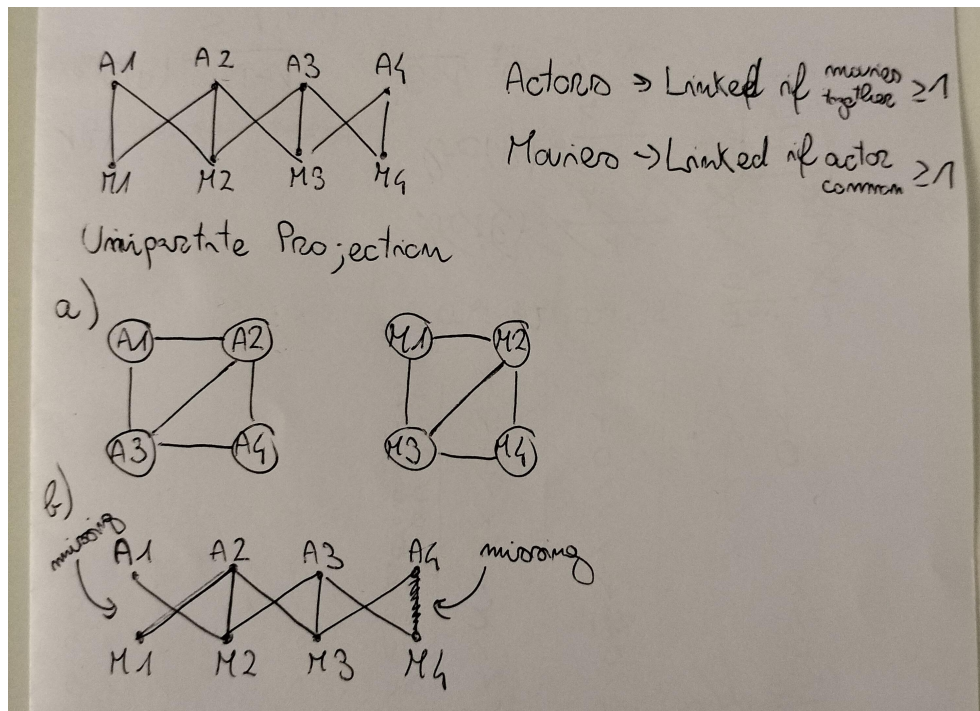 A1 A2 A3 A4
M1 M2 M3 M4
Actors → Linked if movies together ≥1
Movies → Linked if actor common ≥1
Unipartate Projection
a)
A1 A2
A3 A4
M1 M2
M3 M4
b)
missing
A1 A2 A3 A4
missing
M1 M2 M3 M4